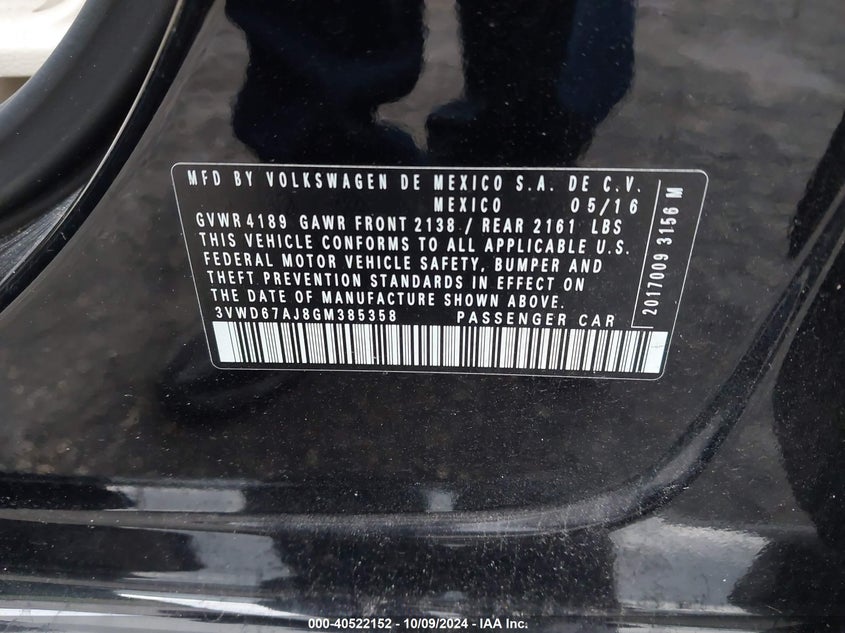 MFD BY VOLKSWAGEN DE MEXICO S.A. DE C.V.
MEXICO 05/16
GVWR 4189 GAWR FRONT 2138 / REAR 2161 LBS
THIS VEHICLE CONFORMS TO ALL APPLICABLE U.S.
FEDERAL MOTOR VEHICLE SAFETY, BUMPER AND
THEFT PREVENTION STANDARDS IN EFFECT ON
THE DATE OF MANUFACTURE SHOWN ABOVE.
3VWD67AJ8GM385358 PASSENGER CAR
2017009 3156 M
000-40522152 - 10/09/2024 - IAA Inc.